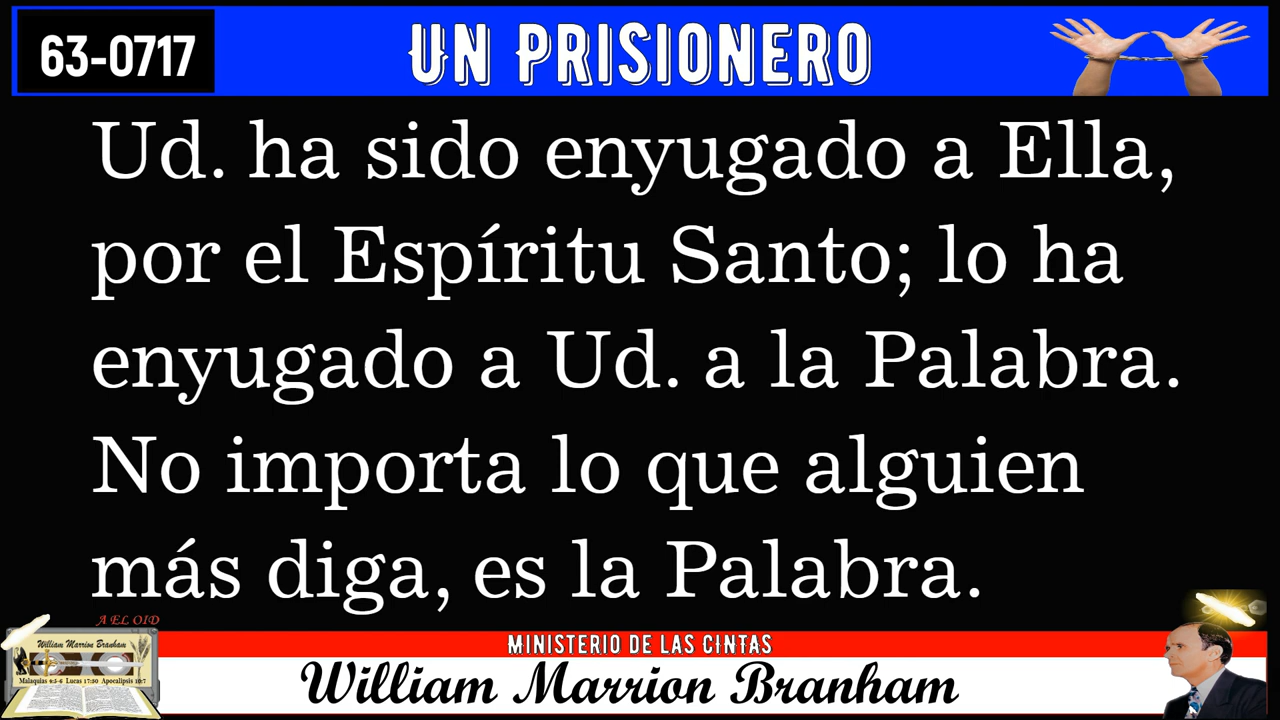 63-0717
UN PRISIONERO
Ud. ha sido enyugado a Ella,
por el Espíritu Santo; lo ha
enyugado a Ud. a la Palabra.
No importa lo que alguien
más diga, es la Palabra.
A EL OID
William Marrion Branham
Malaquías 4:5-6 Lucas 17:30 Apocalipsis 10:7
MINISTERIO DE LAS CINTAS
William Marrion Branham